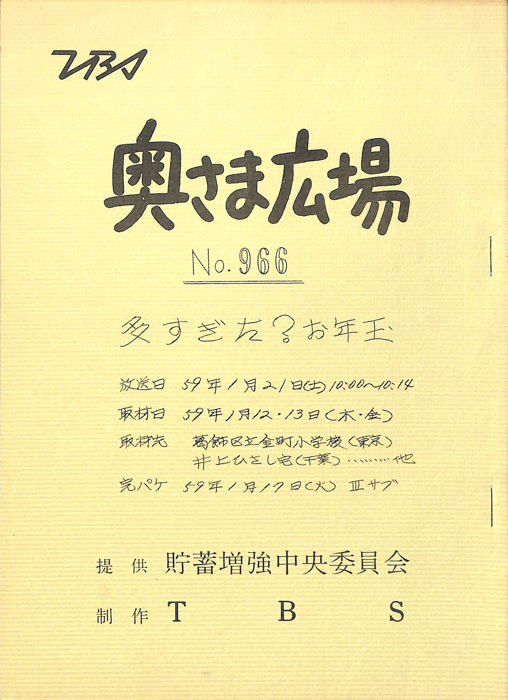 TBS
奥さま広場
No. 966
多すぎた?お年玉
放送日 59年1月21日(土)10:00~10:14
取材日 59年1月12・13日(木・金)
取材先 葛飾区立金町小学校(東京)
井上ひさし宅(千葉)………他
完パケ 59年1月17日(火) Ⅲサブ
提供 貯蓄増強中央委員会
制作 TBS